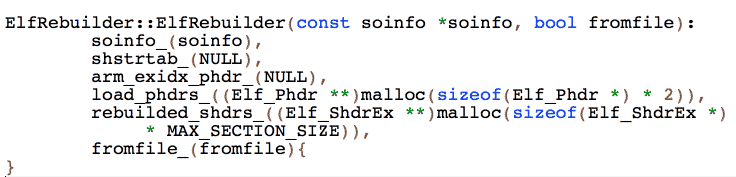 ElfRebuilder::ElfRebuilder(const soinfo *soinfo, bool fromfile):
soinfo_(soinfo),
shstrtab_(NULL),
arm_exidx_phdr_(NULL),
load_phdrs_((Elf_Phdr **)malloc(sizeof(Elf_Phdr *) * 2)),
rebuilded_shdrs_((Elf_ShdrEx **)malloc(sizeof(Elf_ShdrEx *)
* MAX_SECTION_SIZE)),
fromfile_(fromfile){
}